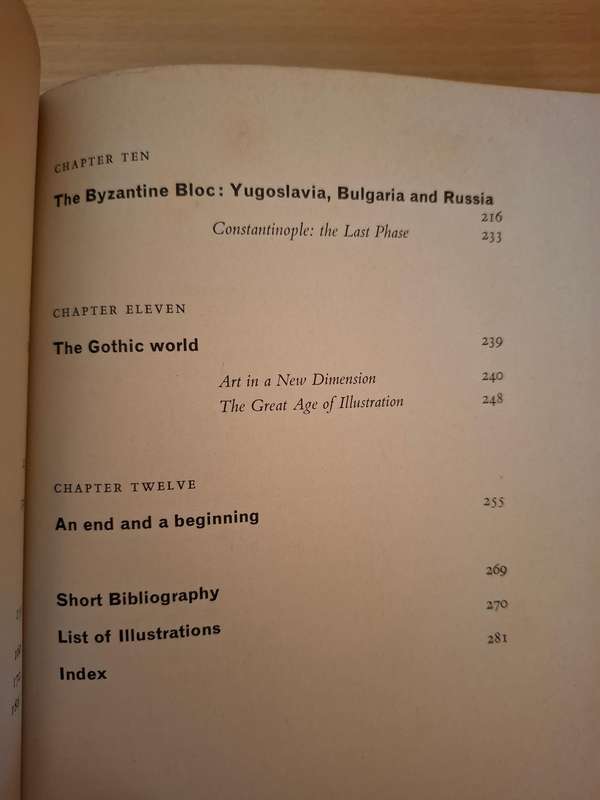 CHAPTER TEN
The Byzantine Bloc: Yugoslavia, Bulgaria and Russia
216
Constantinople: the Last Phase 233
CHAPTER ELEVEN
The Gothic world 239
Art in a New Dimension 240
The Great Age of Illustration 248
CHAPTER TWELVE
An end and a beginning 255
Short Bibliography 269
List of Illustrations 270
Index 281